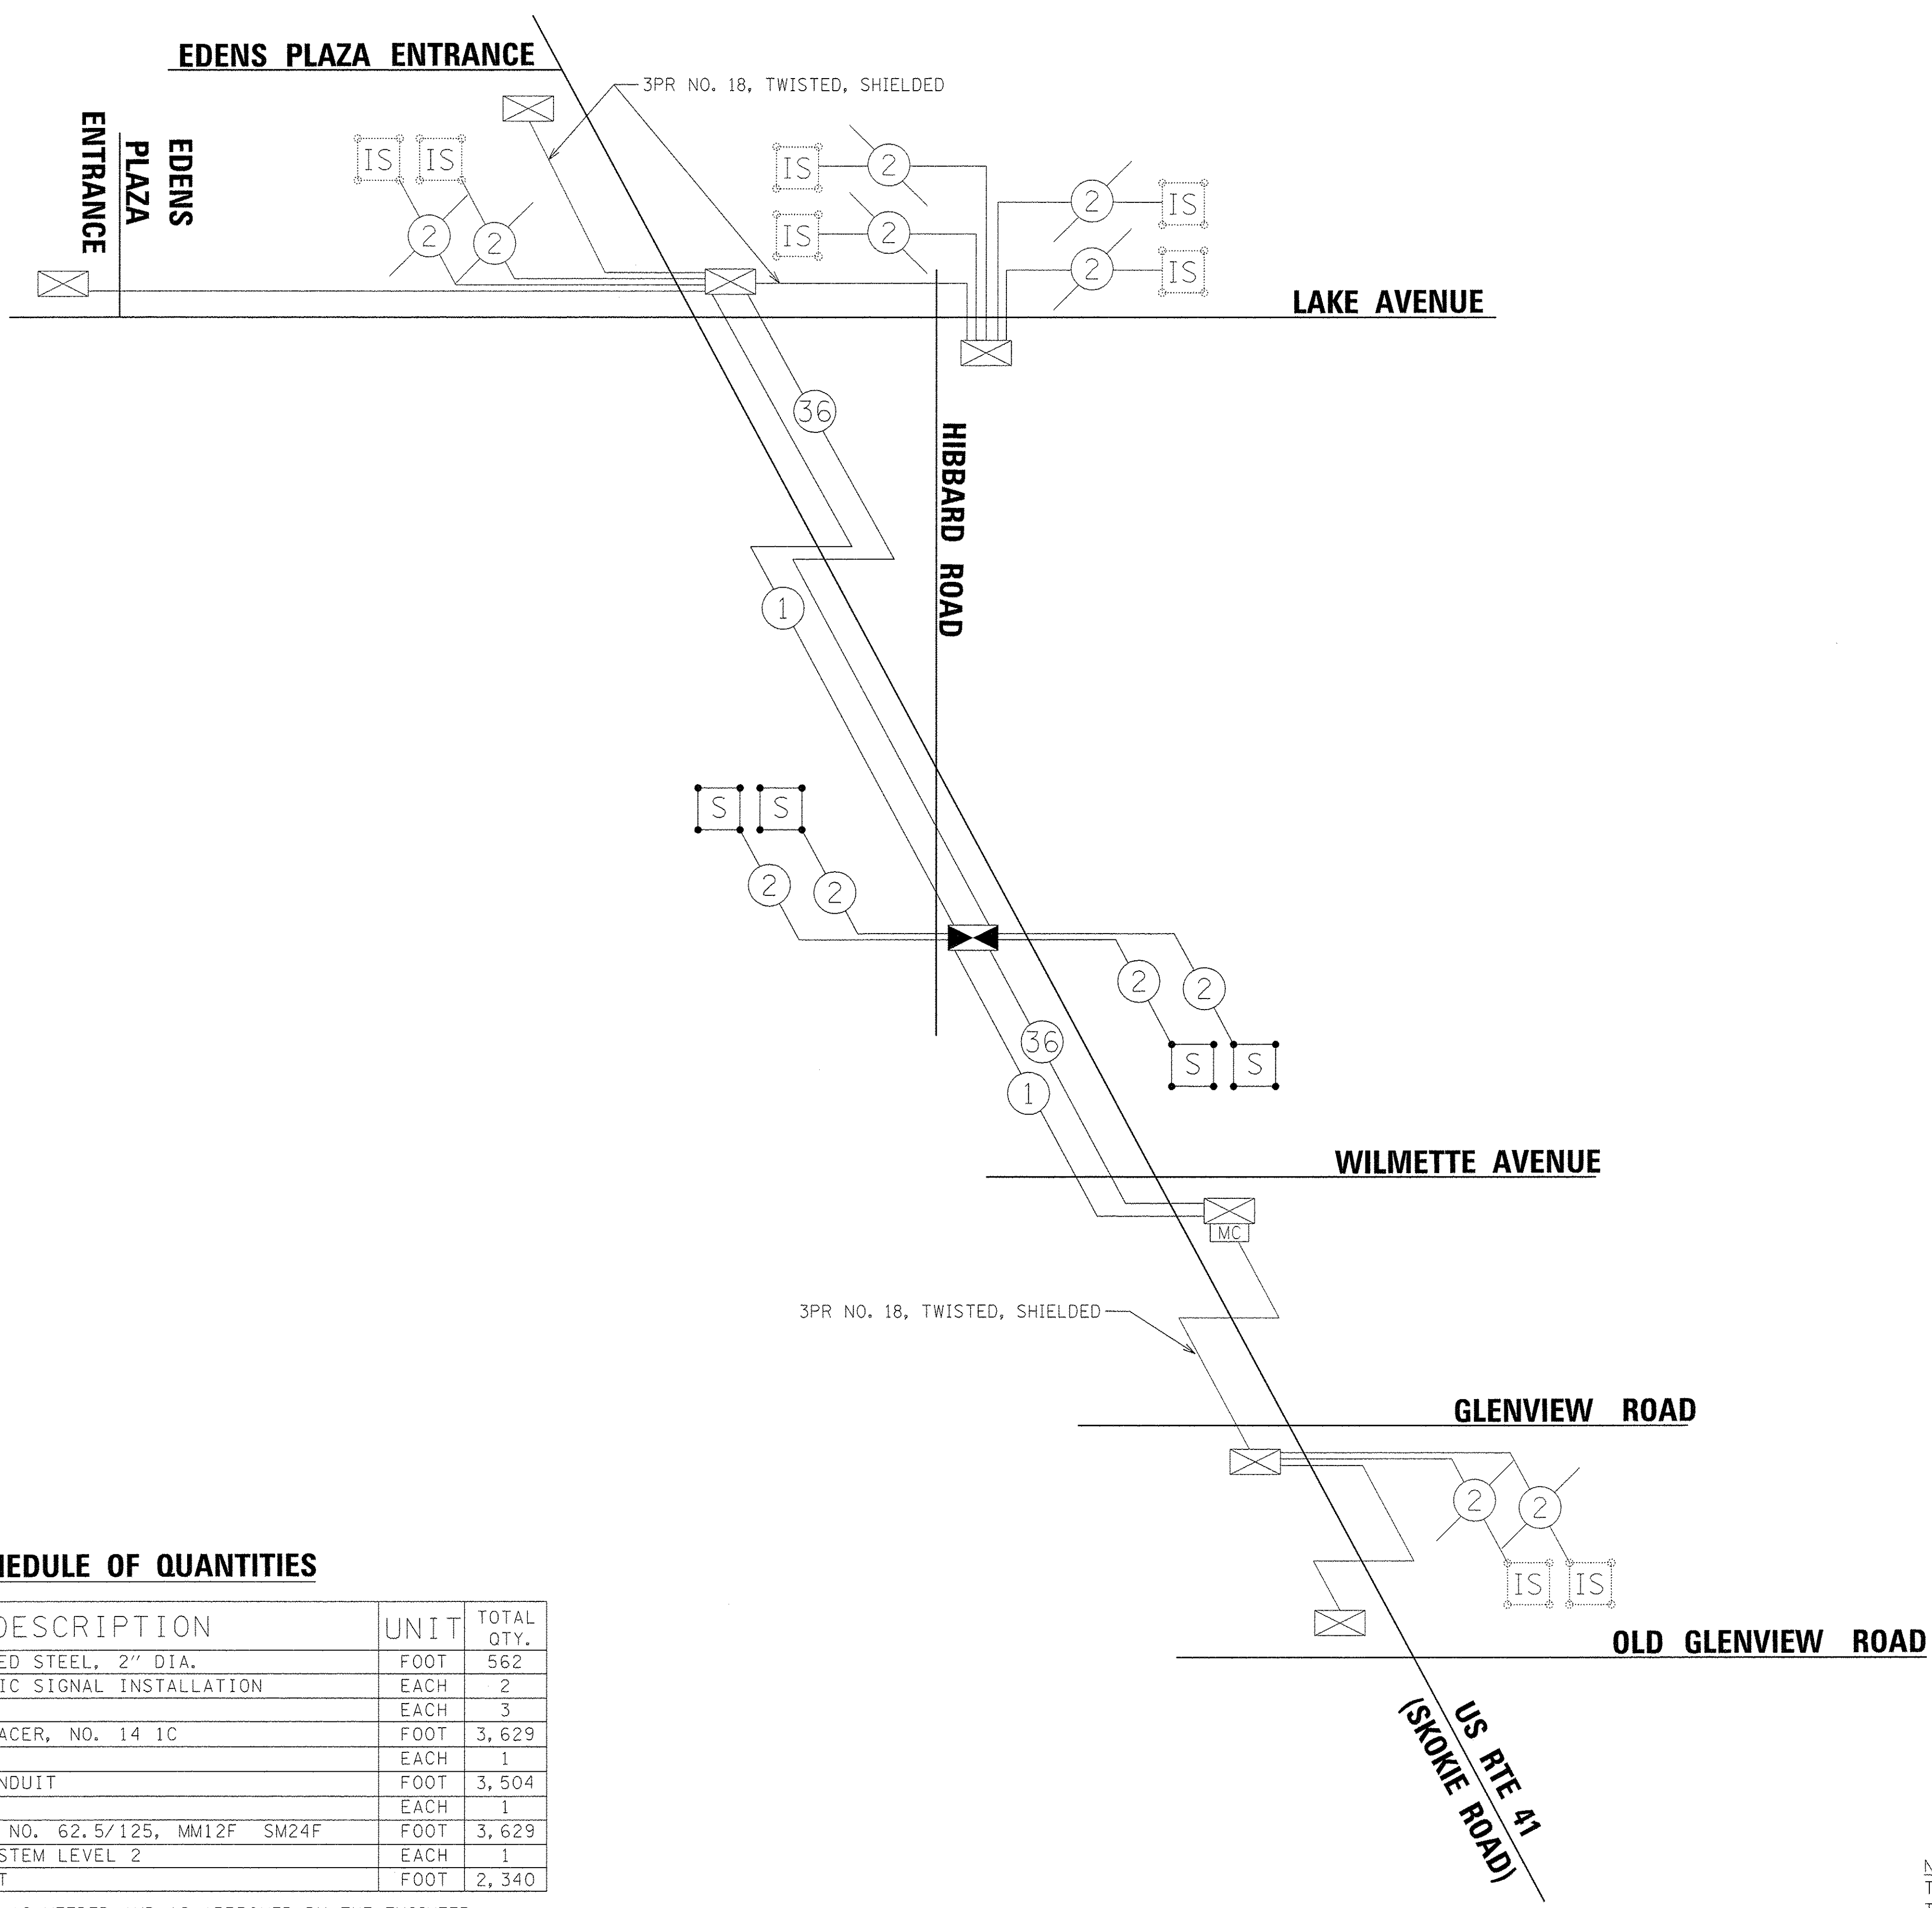 EDENS PLAZA ENTRANCE
3PR NO. 18, TWISTED, SHIELDED
EDENS
PLAZA
ENTRANCE
IS
IS
IS
2
2
IS
IS
2
2
2
IS
2
IS
LAKE AVENUE
36
HIBBARD ROAD
1
S
S
2
2
2
2
36
S
S
1
WILMETTE AVENUE
MC
3PR NO. 18, TWISTED, SHIELDED
GLENVIEW ROAD
2
2
IS
IS
OLD GLENVIEW ROAD
US RTE 41
(SKOKIE ROAD)
HEDULE OF QUANTITIES
DESCRIPTION UNIT TOTAL QTY.
ED STEEL, 2" DIA. FOOT 562
IC SIGNAL INSTALLATION EACH 2
EACH 3
ACER, NO. 14 1C FOOT 3,629
EACH 1
NDUIT FOOT 3,504
EACH 1
NO. 62.5/125, MM12F SM24F FOOT 3,629
STEM LEVEL 2 EACH 1
T FOOT 2,340